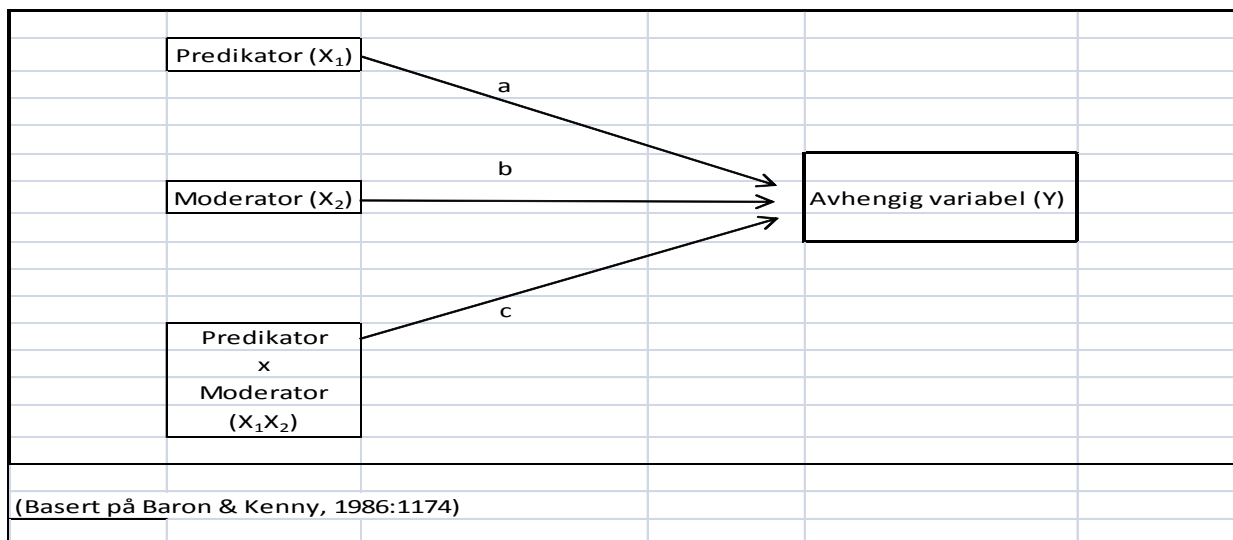 Predikator (X₁)
a
b
Moderator (X₂)
Avhengig variabel (Y)
c
Predikator
x
Moderator
(X₁X₂)
(Basert på Baron & Kenny, 1986:1174)